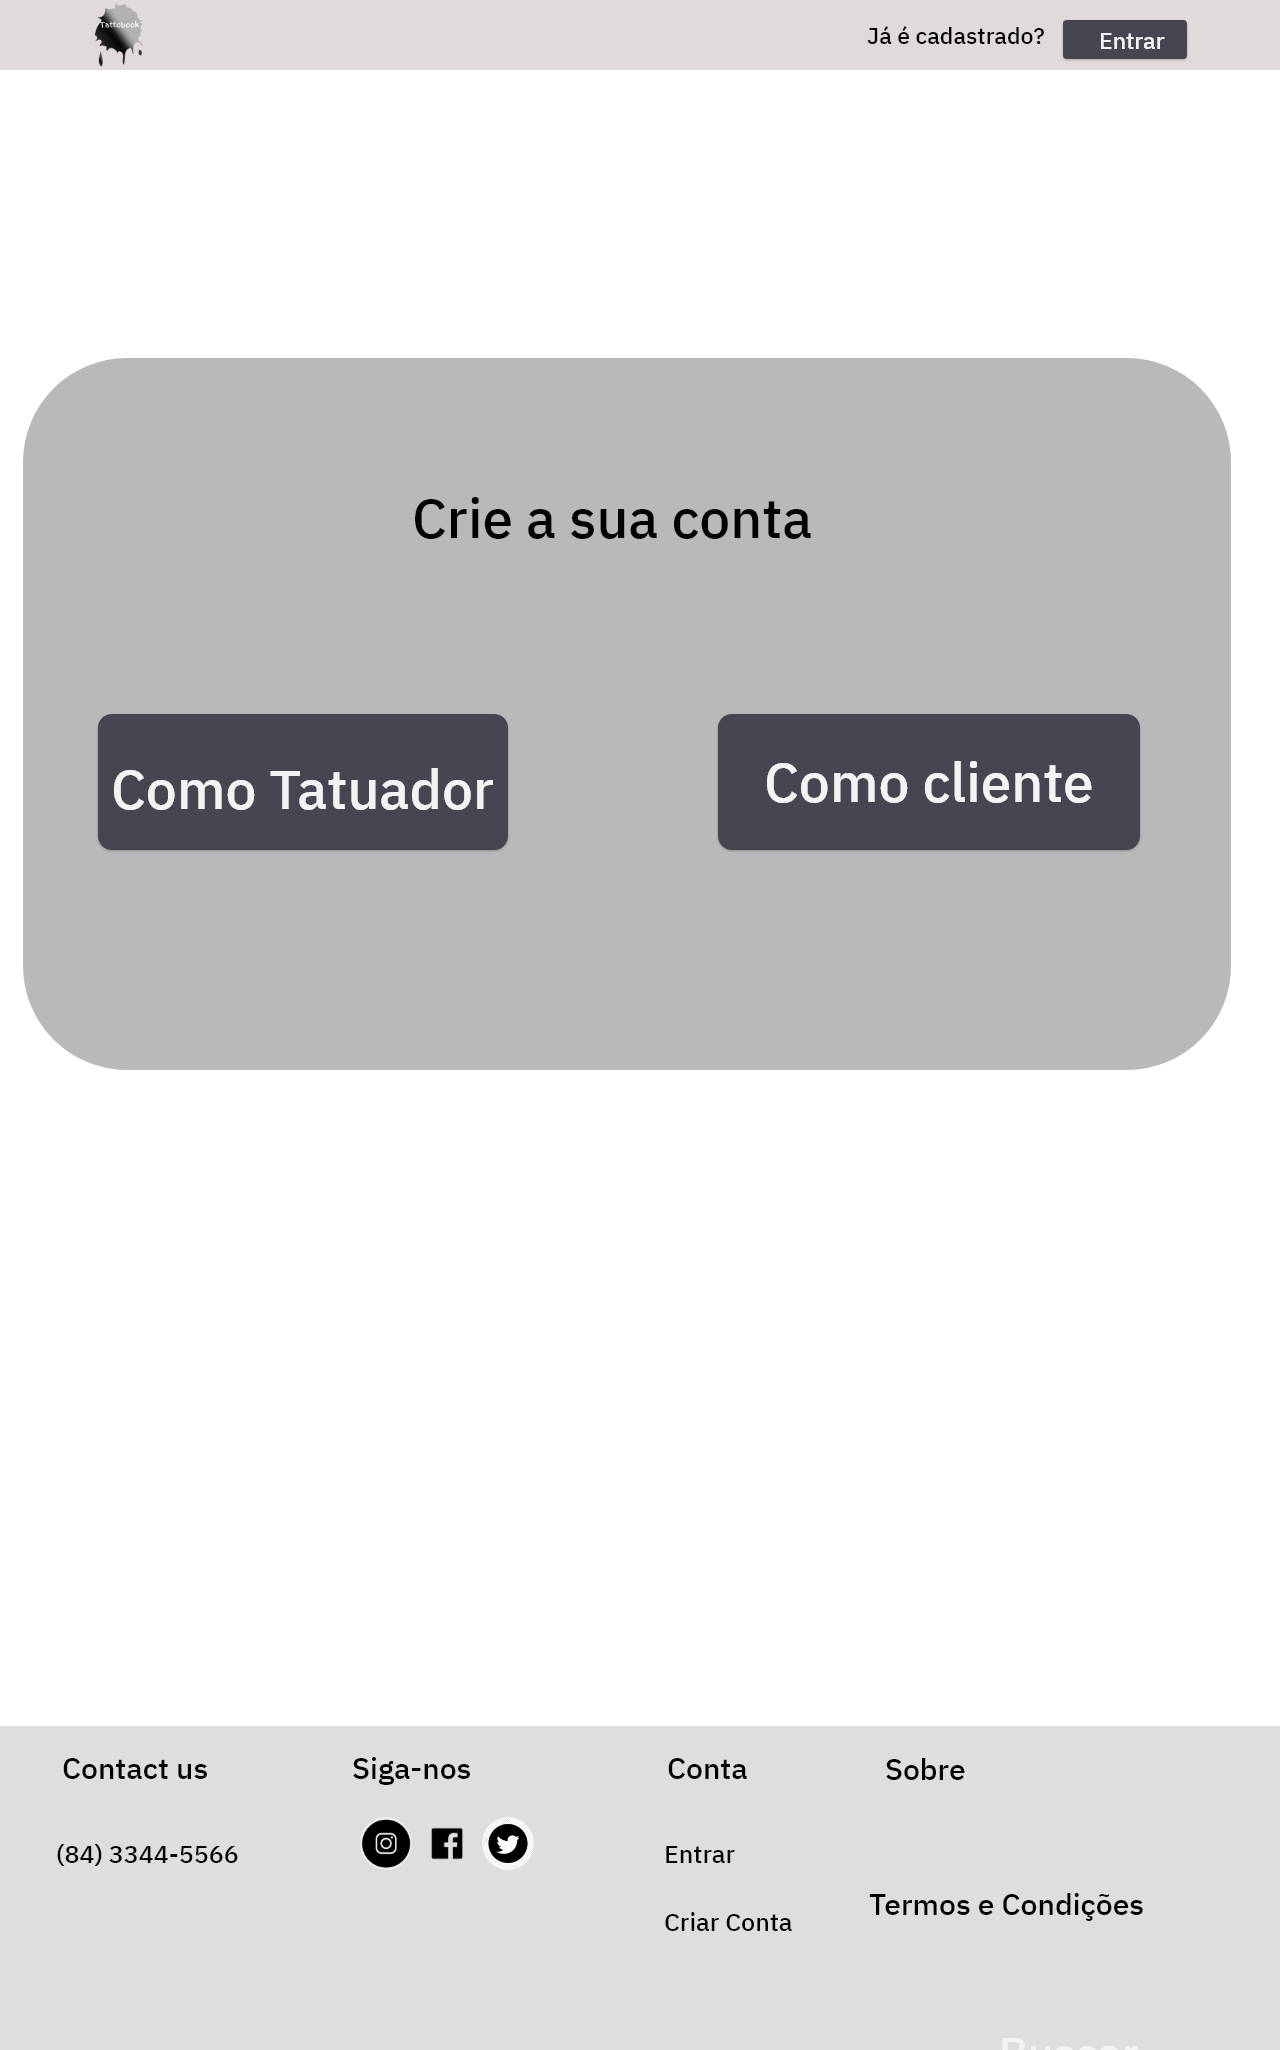 Tattobook
Já é cadastrado?
Entrar
Crie a sua conta
Como Tatuador
Como cliente
Contact us
Siga-nos
Conta
Sobre
(84) 3344-5566
Entrar
Termos e Condições
Criar Conta
Buscar